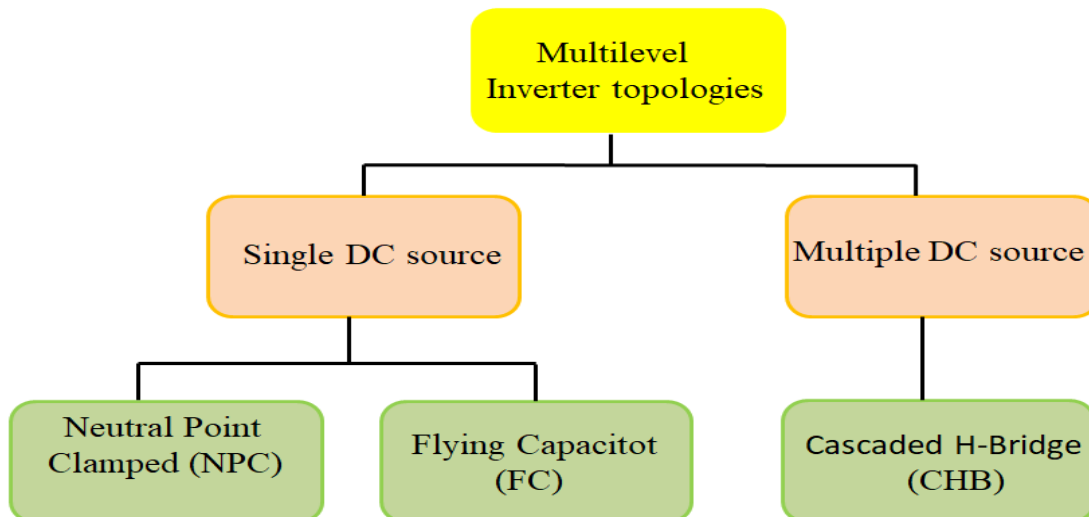 Multilevel
Inverter topologies
Single DC source
Multiple DC source
Neutral Point
Clamped (NPC)
Flying Capacitot
(FC)
Cascaded H-Bridge
(CHB)